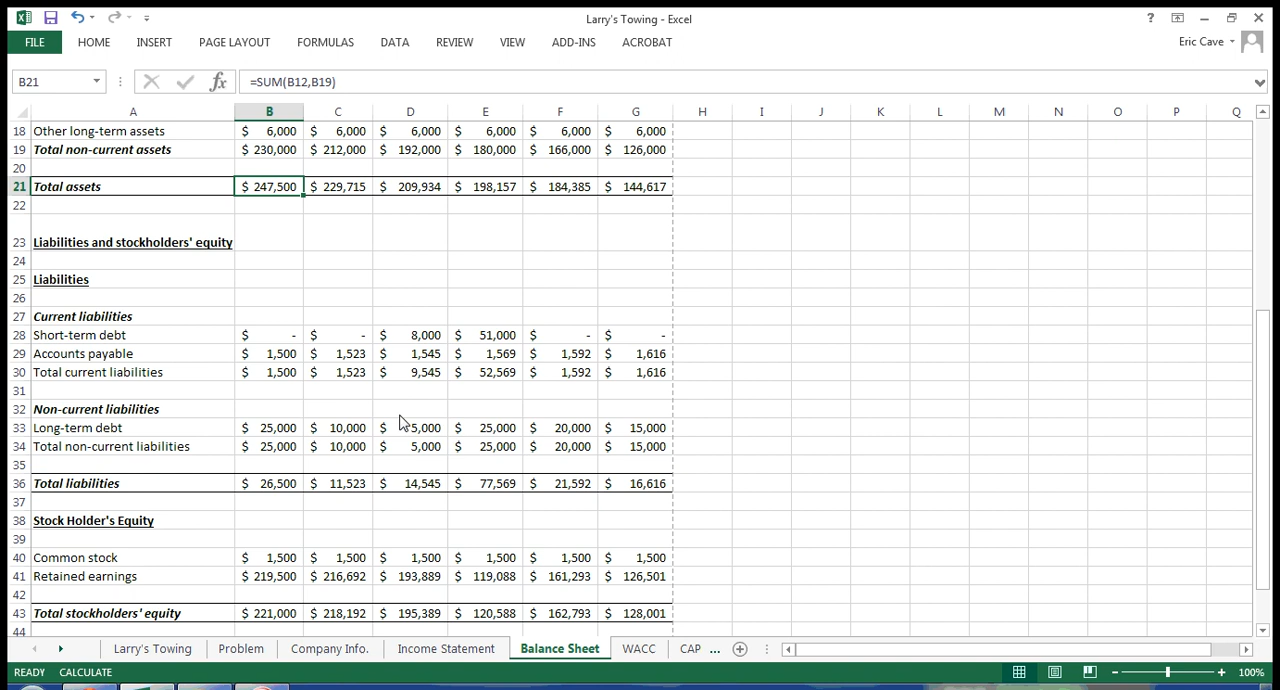 Larry's Towing - Excel
?
FILE HOME INSERT PAGE LAYOUT FORMULAS DATA REVIEW VIEW ADD-INS ACROBAT Eric Cave
B21 fx =SUM(B12,B19)
A B C D E F G H I J K L M N O P Q
18 Other long-term assets $ 6,000 $ 6,000 $ 6,000 $ 6,000 $ 6,000 $ 6,000
19 Total non-current assets $ 230,000 $ 212,000 $ 192,000 $ 180,000 $ 166,000 $ 126,000
20
21 Total assets $ 247,500 $ 229,715 $ 209,934 $ 198,157 $ 184,385 $ 144,617
22
23 Liabilities and stockholders' equity
24
25 Liabilities
26
27 Current liabilities
28 Short-term debt $ - $ - $ 8,000 $ 51,000 $ - $ -
29 Accounts payable $ 1,500 $ 1,523 $ 1,545 $ 1,569 $ 1,592 $ 1,616
30 Total current liabilities $ 1,500 $ 1,523 $ 9,545 $ 52,569 $ 1,592 $ 1,616
31
32 Non-current liabilities
33 Long-term debt $ 25,000 $ 10,000 $ 5,000 $ 25,000 $ 20,000 $ 15,000
34 Total non-current liabilities $ 25,000 $ 10,000 $ 5,000 $ 25,000 $ 20,000 $ 15,000
35
36 Total liabilities $ 26,500 $ 11,523 $ 14,545 $ 77,569 $ 21,592 $ 16,616
37
38 Stock Holder's Equity
39
40 Common stock $ 1,500 $ 1,500 $ 1,500 $ 1,500 $ 1,500 $ 1,500
41 Retained earnings $ 219,500 $ 216,692 $ 193,889 $ 119,088 $ 161,293 $ 126,501
42
43 Total stockholders' equity $ 221,000 $ 218,192 $ 195,389 $ 120,588 $ 162,793 $ 128,001
44
Larry's Towing Problem Company Info. Income Statement Balance Sheet WACC CAP ...
READY CALCULATE 100%